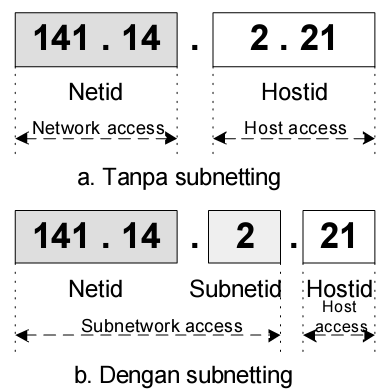 141 . 14 . 2 . 21
Netid Hostid
Network access Host access
a. Tanpa subnetting
141 . 14 . 2 . 21
Netid Subnetid Hostid
Subnetwork access Host access
b. Dengan subnetting